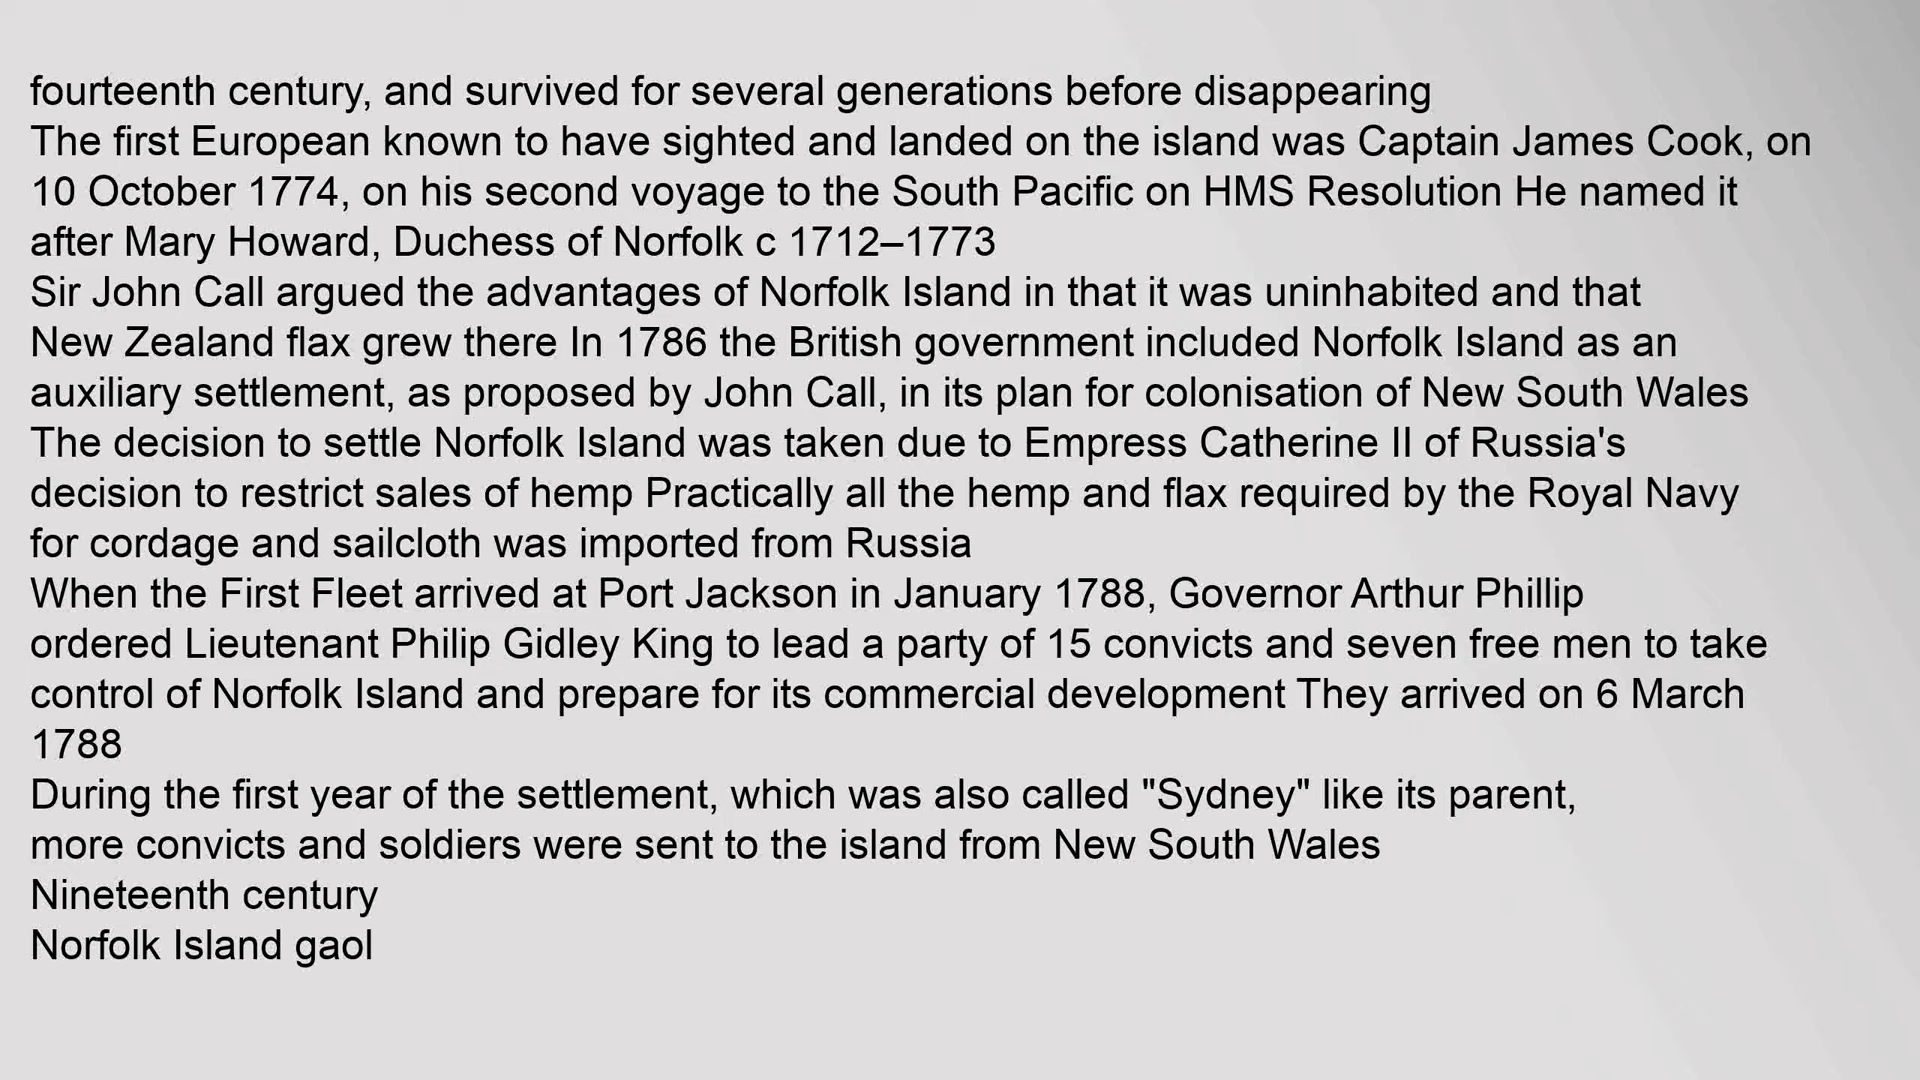 fourteenth century, and survived for several generations before disappearing
The first European known to have sighted and landed on the island was Captain James Cook, on
10 October 1774, on his second voyage to the South Pacific on HMS Resolution He named it
after Mary Howard, Duchess of Norfolk c 1712–1773
Sir John Call argued the advantages of Norfolk Island in that it was uninhabited and that
New Zealand flax grew there In 1786 the British government included Norfolk Island as an
auxiliary settlement, as proposed by John Call, in its plan for colonisation of New South Wales
The decision to settle Norfolk Island was taken due to Empress Catherine II of Russia's
decision to restrict sales of hemp Practically all the hemp and flax required by the Royal Navy
for cordage and sailcloth was imported from Russia
When the First Fleet arrived at Port Jackson in January 1788, Governor Arthur Phillip
ordered Lieutenant Philip Gidley King to lead a party of 15 convicts and seven free men to take
control of Norfolk Island and prepare for its commercial development They arrived on 6 March
1788
During the first year of the settlement, which was also called "Sydney" like its parent,
more convicts and soldiers were sent to the island from New South Wales
Nineteenth century
Norfolk Island gaol